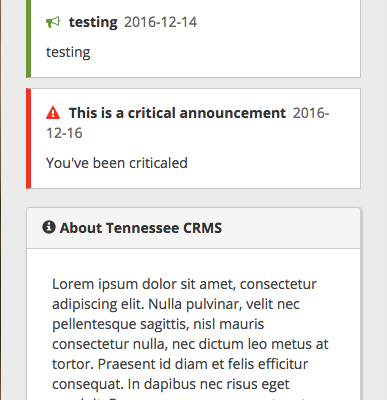 testing 2016-12-14
testing
This is a critical announcement 2016-
12-16
You've been criticaled
About Tennessee CRMS
Lorem ipsum dolor sit amet, consectetur
adipiscing elit. Nulla pulvinar, velit nec
pellentesque sagittis, nisl mauris
consectetur nulla, nec dictum leo metus at
tortor. Praesent id diam et felis efficitur
consequat. In dapibus nec risus eget